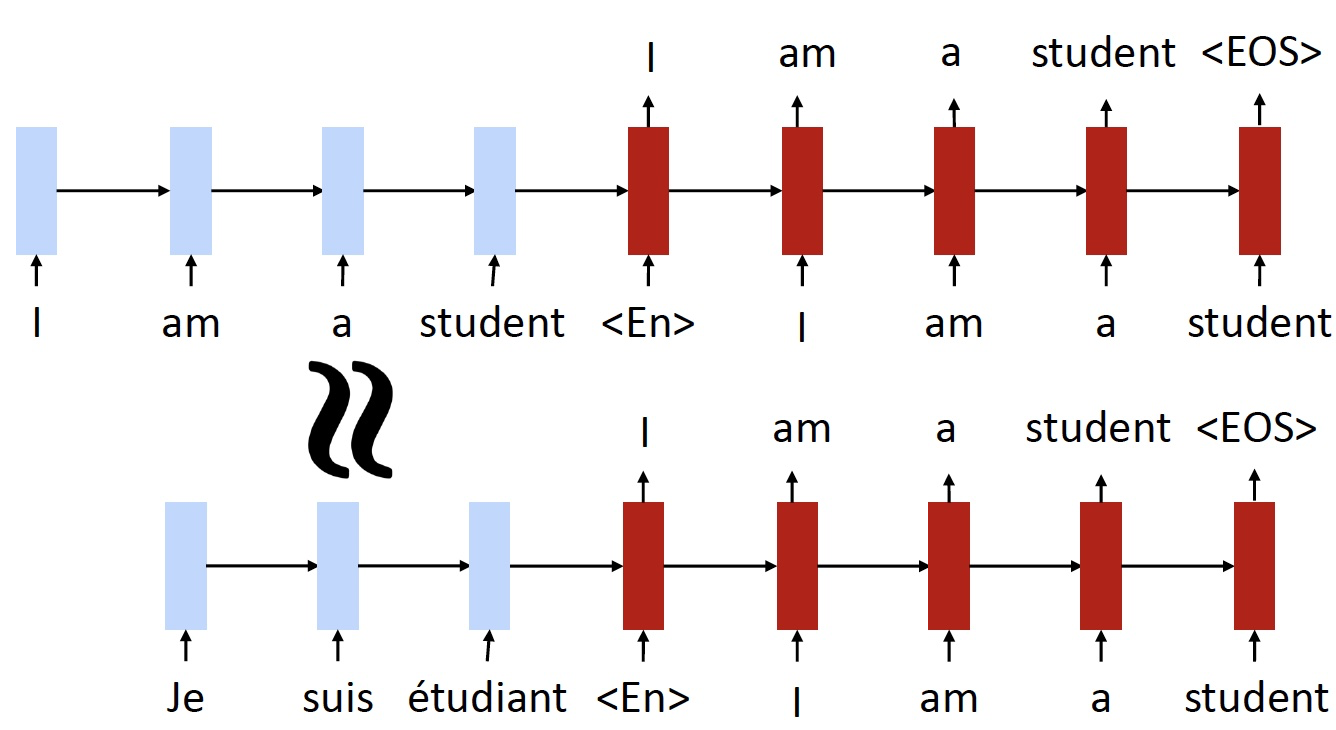 I am a student <EOS>
I am a student <En> I am a student
I am a student <EOS>
Je suis étudiant <En> I am a student